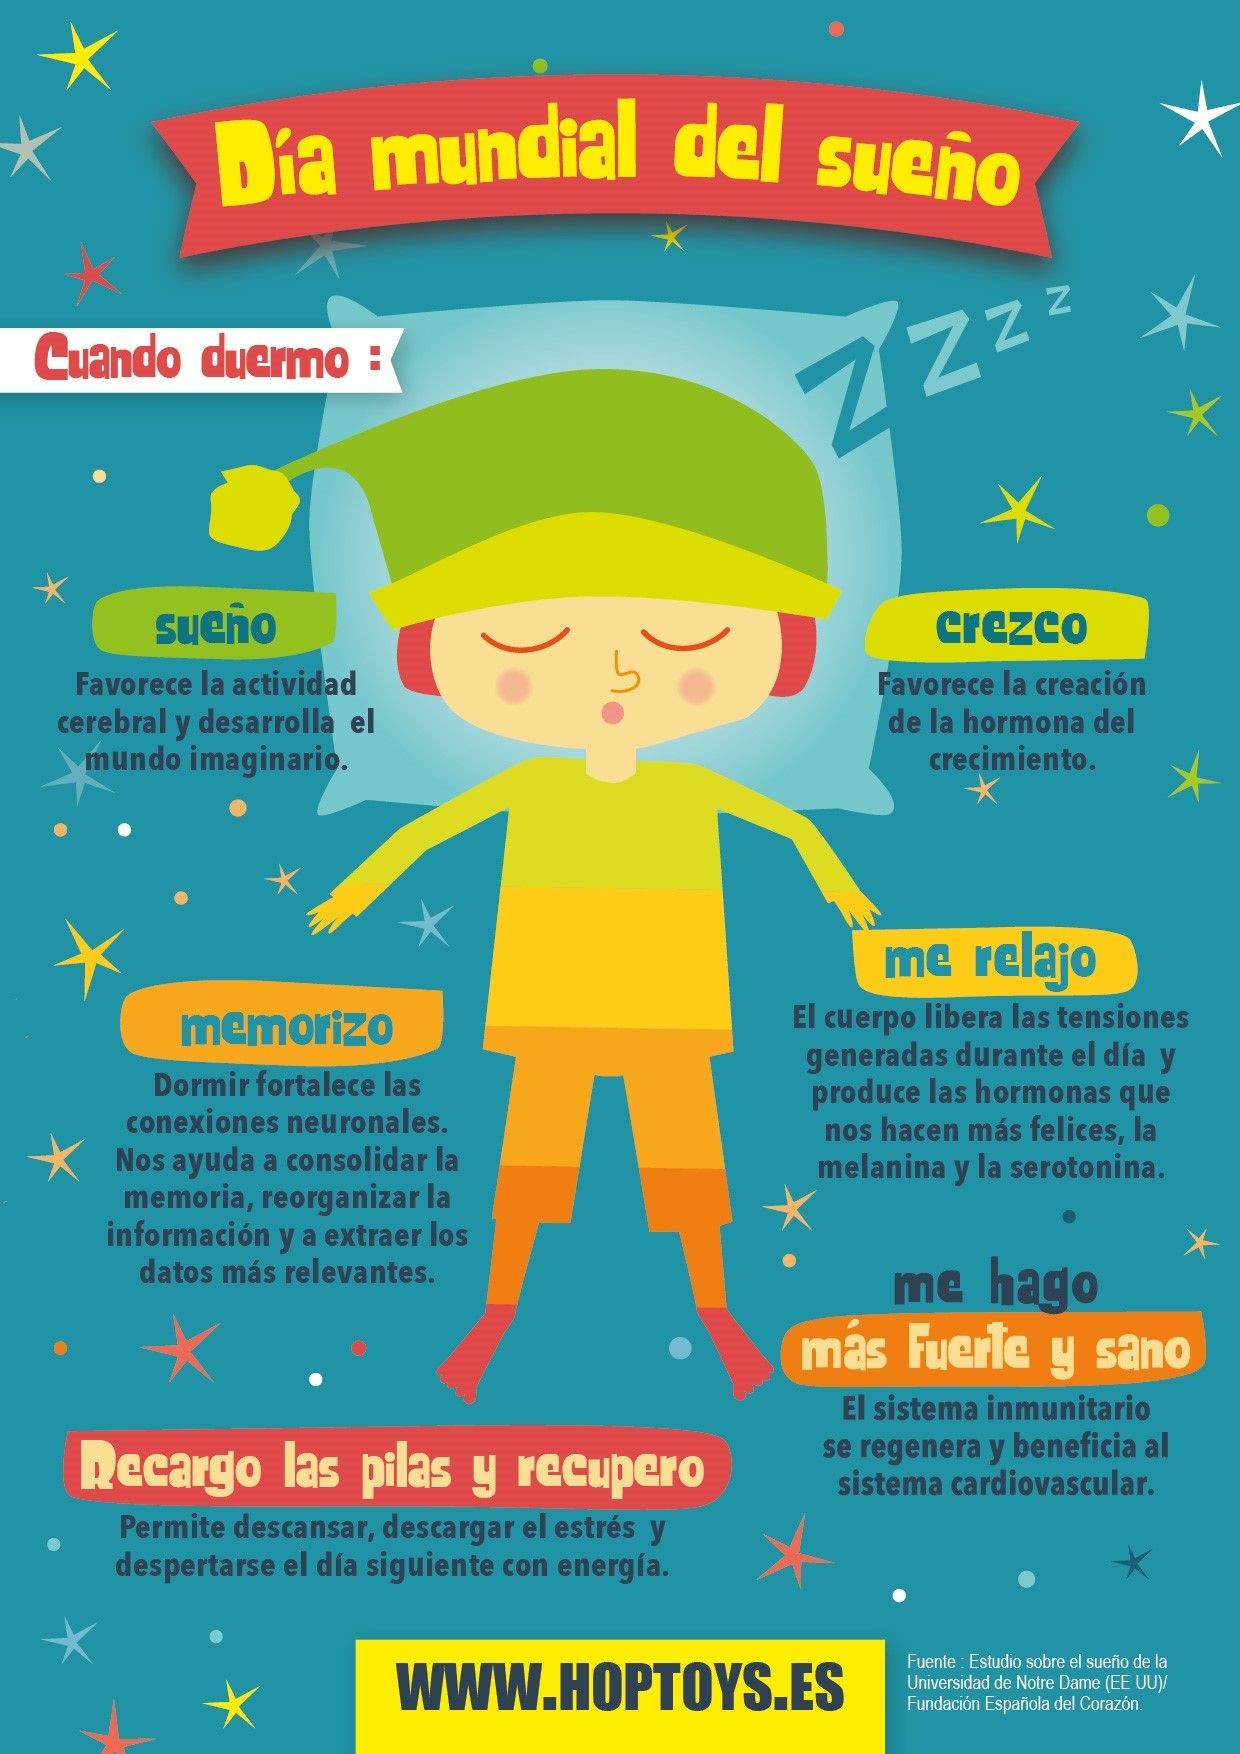 Día mundial del sueño
Cuando duermo :
z
z
z
z
sueño
Favorece la actividad
cerebral y desarrolla el
mundo imaginario.
crezco
Favorece la creación
de la hormona del
crecimiento.
me relajo
El cuerpo libera las tensiones
generadas durante el día y
produce las hormonas que
nos hacen más felices, la
melanina y la serotonina.
memorizo
Dormir fortalece las
conexiones neuronales.
Nos ayuda a consolidar la
memoria, reorganizar la
información y a extraer los
datos más relevantes.
me hago
más fuerte y sano
El sistema inmunitario
se regenera y beneficia al
sistema cardiovascular.
Recargo las pilas y recupero
Permite descansar, descargar el estrés y
despertarse el día siguiente con energía.
WWW.HOPTOYS.ES
Fuente : Estudio sobre el sueño de la
Universidad de Notre Dame (EE UU)/
Fundación Española del Corazón.